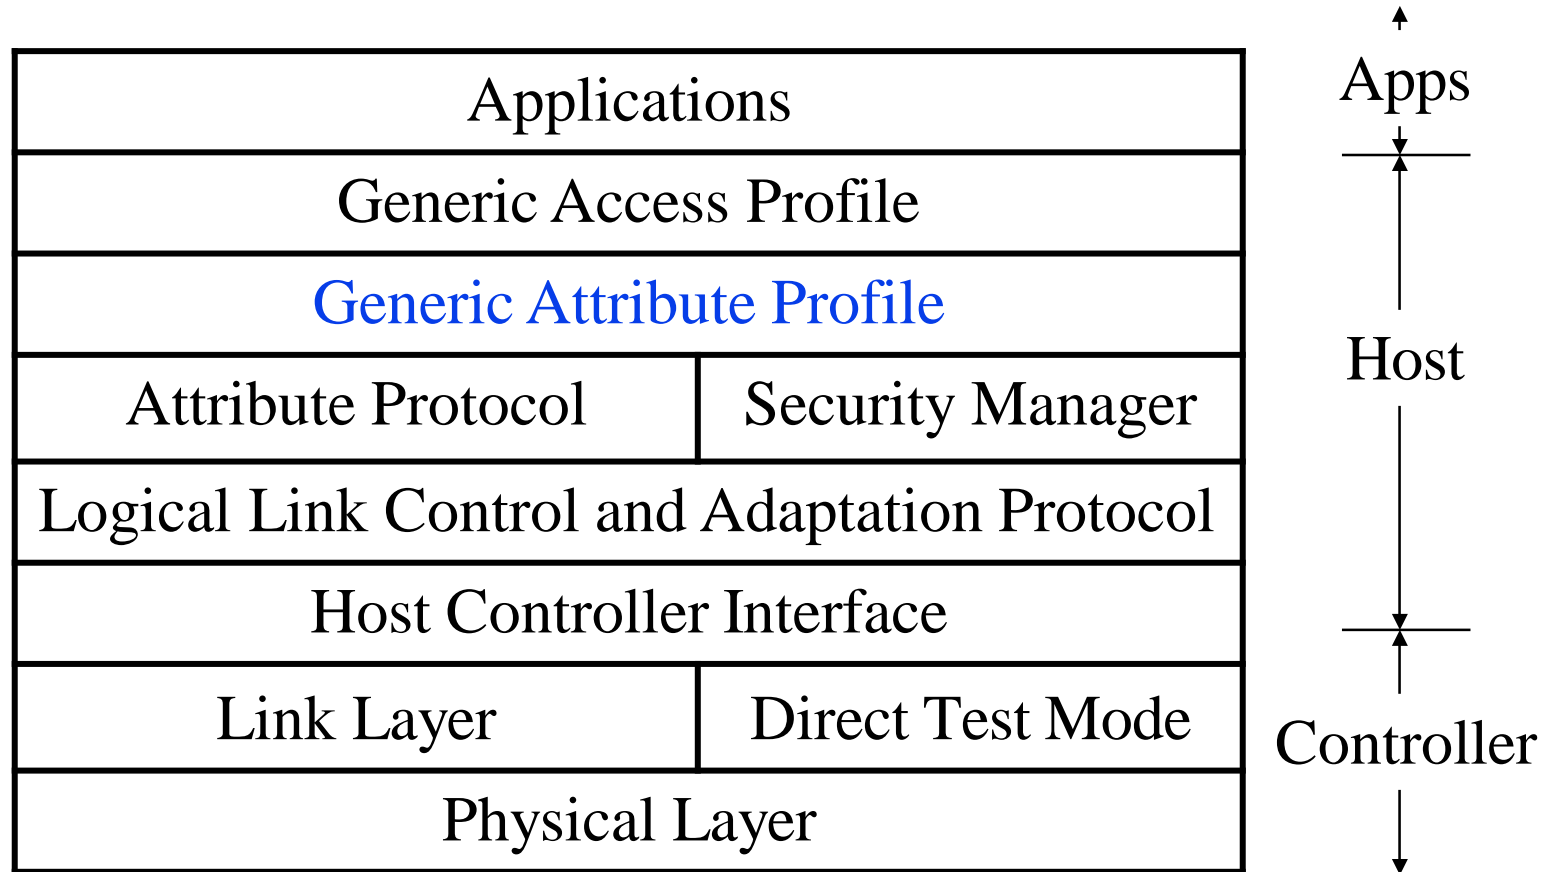 Applications
Generic Access Profile
Generic Attribute Profile
Attribute Protocol
Security Manager
Logical Link Control and Adaptation Protocol
Host Controller Interface
Link Layer
Direct Test Mode
Physical Layer
Apps
Host
Controller